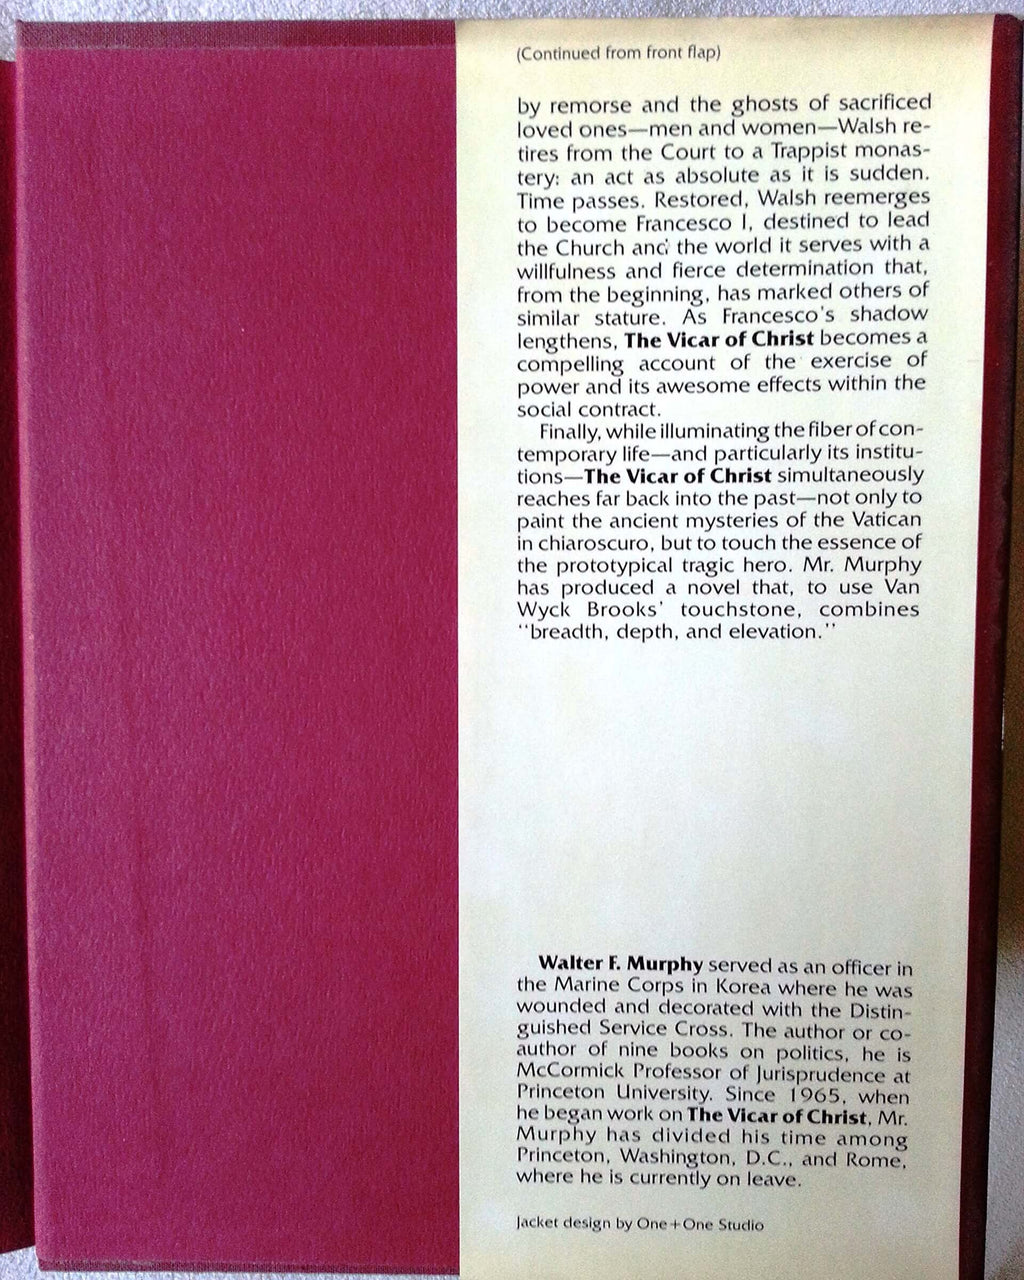 (Continued from front flap)
by remorse and the ghosts of sacrificed
loved ones—men and women—Walsh re-
tires from the Court to a Trappist monas-
tery: an act as absolute as it is sudden.
Time passes. Restored, Walsh reemerges
to become Francesco I, destined to lead
the Church and the world it serves with a
willfulness and fierce determination that,
from the beginning, has marked others of
similar stature. As Francesco's shadow
lengthens, The Vicar of Christ becomes a
compelling account of the exercise of
power and its awesome effects within the
social contract.
Finally, while illuminating the fiber of con-
temporary life—and particularly its institu-
tions—The Vicar of Christ simultaneously
reaches far back into the past—not only to
paint the ancient mysteries of the Vatican
in chiaroscuro, but to touch the essence of
the prototypical tragic hero. Mr. Murphy
has produced a novel that, to use Van
Wyck Brooks' touchstone, combines
"breadth, depth, and elevation."
Walter F. Murphy served as an officer in
the Marine Corps in Korea where he was
wounded and decorated with the Distin-
guished Service Cross. The author or co-
author of nine books on politics, he is
McCormick Professor of Jurisprudence at
Princeton University. Since 1965, when
he began work on The Vicar of Christ, Mr.
Murphy has divided his time among
Princeton, Washington, D.C., and Rome,
where he is currently on leave.
Jacket design by One+One Studio